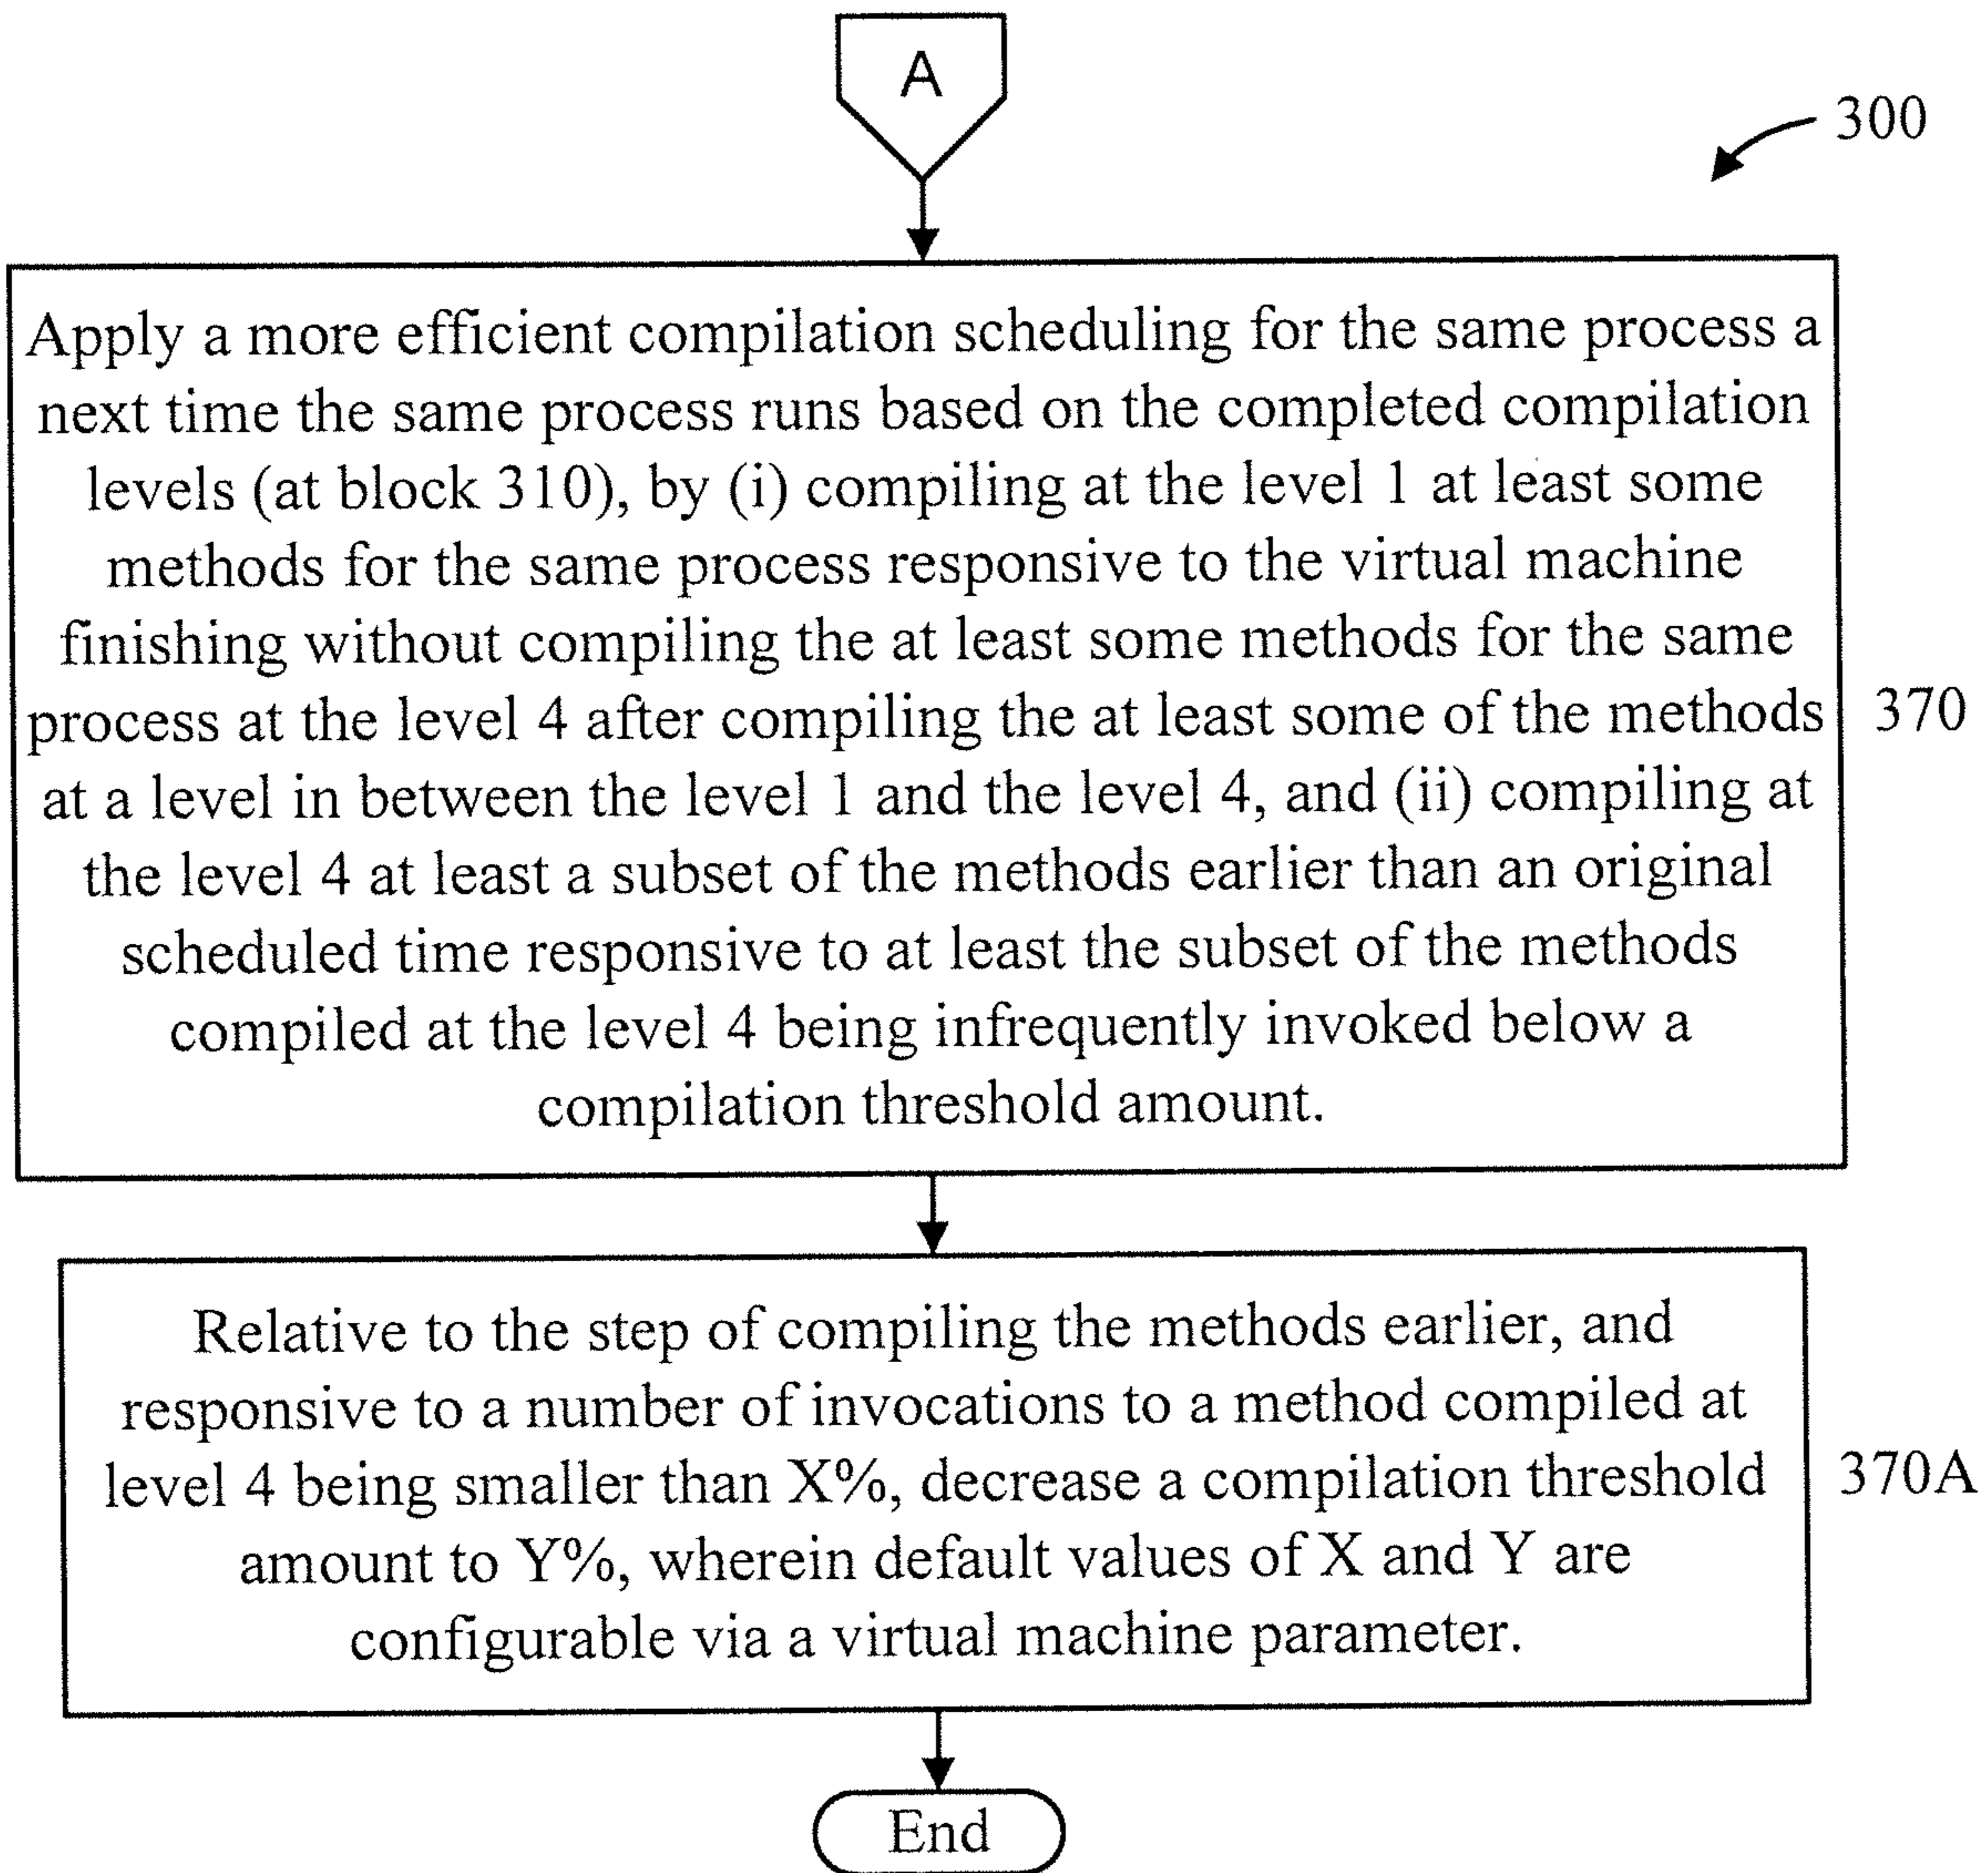 A
300
Apply a more efficient compilation scheduling for the same process a
next time the same process runs based on the completed compilation
levels (at block 310), by (i) compiling at the level 1 at least some
methods for the same process responsive to the virtual machine
finishing without compiling the at least some methods for the same
process at the level 4 after compiling the at least some of the methods
at a level in between the level 1 and the level 4, and (ii) compiling at
the level 4 at least a subset of the methods earlier than an original
scheduled time responsive to at least the subset of the methods
compiled at the level 4 being infrequently invoked below a
compilation threshold amount.
370
Relative to the step of compiling the methods earlier, and
responsive to a number of invocations to a method compiled at
level 4 being smaller than X%, decrease a compilation threshold
amount to Y%, wherein default values of X and Y are
configurable via a virtual machine parameter.
370A
End